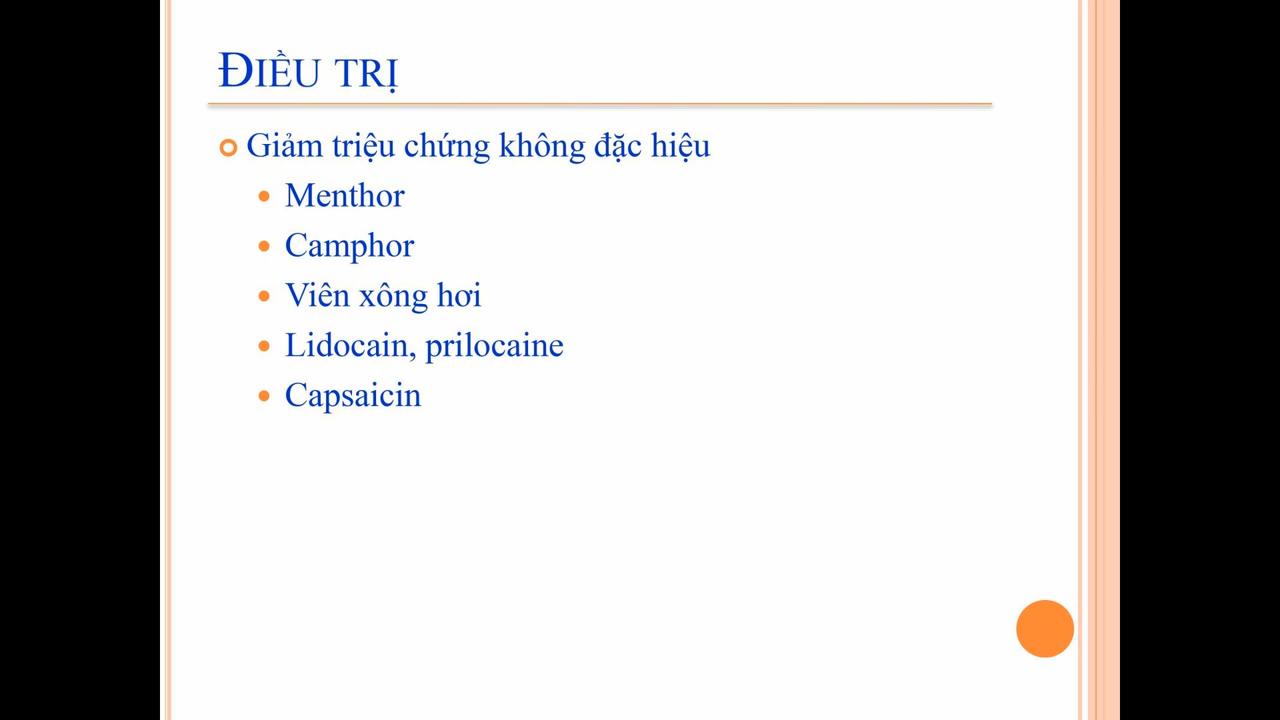 ĐIỀU TRỊ
Giảm triệu chứng không đặc hiệu
Menthor
Camphor
Viên xông hơi
Lidocain, prilocaine
Capsaicin